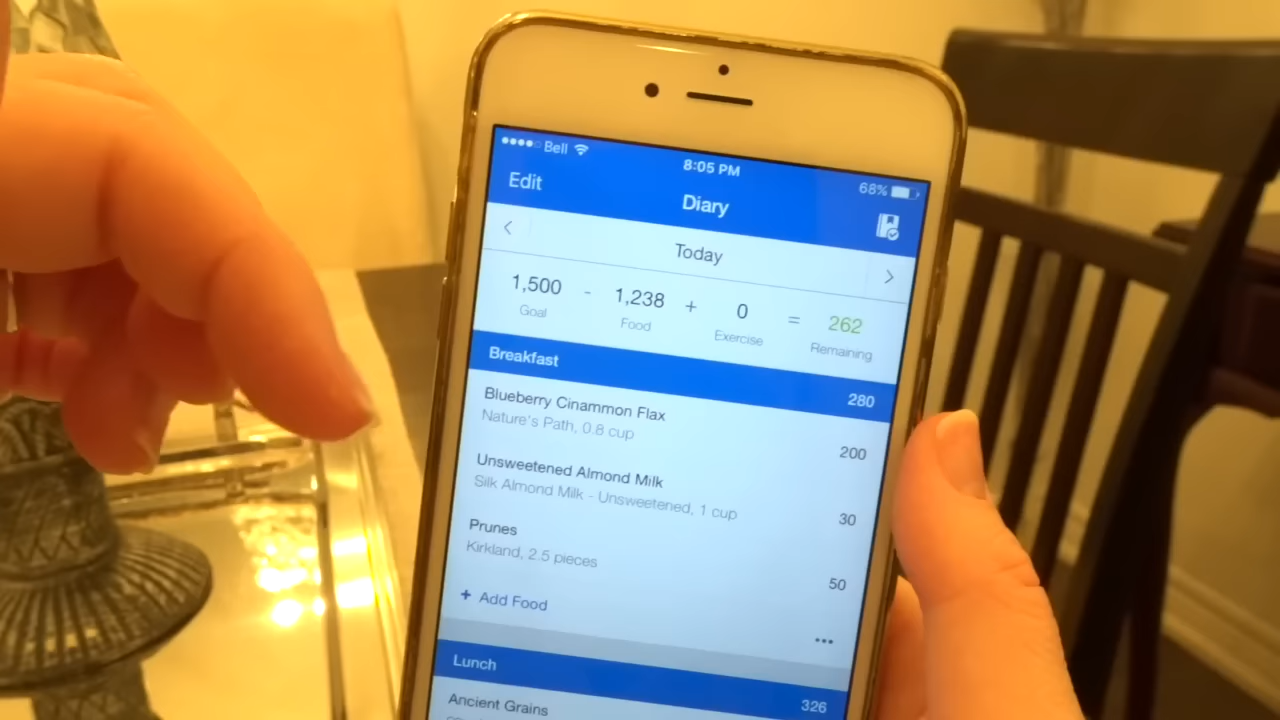 Bell 8:05 PM 68%
Edit Diary
Today
1,500 - 1,238 + 0 = 262
Goal Food Exercise Remaining
Breakfast 280
Blueberry Cinammon Flax
Nature's Path, 0.8 cup 200
Unsweetened Almond Milk
Silk Almond Milk - Unsweetened, 1 cup 30
Prunes
Kirkland, 2.5 pieces 50
+ Add Food
Lunch 326
Ancient Grains